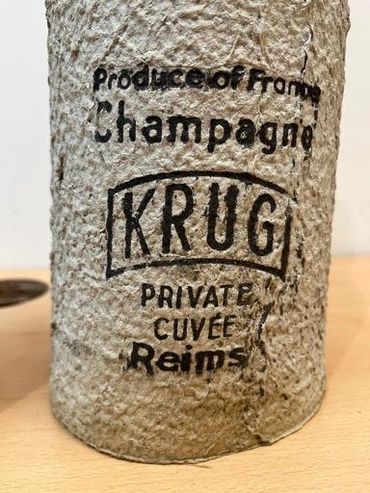 Produce of France
Champagne
KRUG
PRIVATE
CUVÉE
Reims